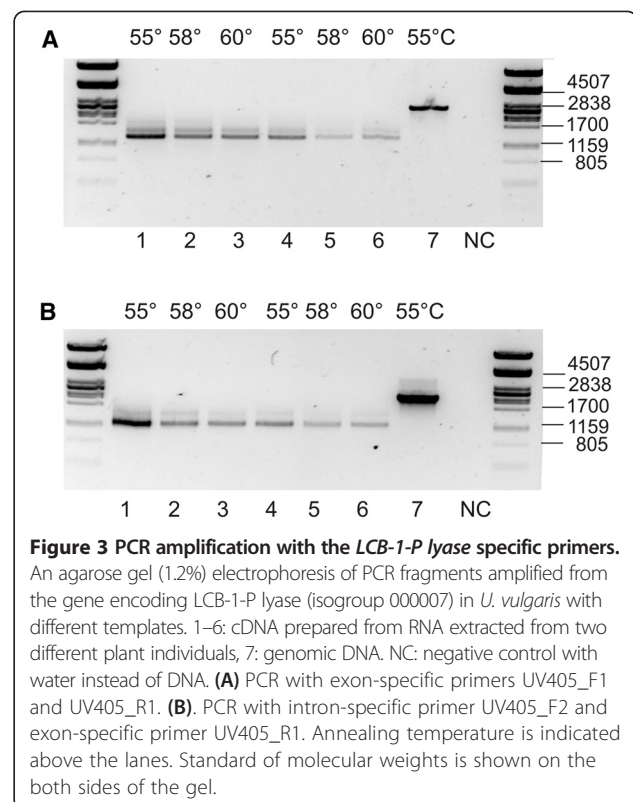 A
55° 58° 60° 55° 58° 60° 55°C
4507
2838
1700
1159
805
1 2 3 4 5 6 7 NC
B
55° 58° 60° 55° 58° 60° 55°C
4507
2838
1700
1159
805
1 2 3 4 5 6 7 NC
Figure 3 PCR amplification with the LCB-1-P lyase specific primers.
An agarose gel (1.2%) electrophoresis of PCR fragments amplified from
the gene encoding LCB-1-P lyase (isogroup 000007) in U. vulgaris with
different templates. 1–6: cDNA prepared from RNA extracted from two
different plant individuals, 7: genomic DNA. NC: negative control with
water instead of DNA. (A) PCR with exon-specific primers UV405_F1
and UV405_R1. (B). PCR with intron-specific primer UV405_F2 and
exon-specific primer UV405_R1. Annealing temperature is indicated
above the lanes. Standard of molecular weights is shown on the
both sides of the gel.